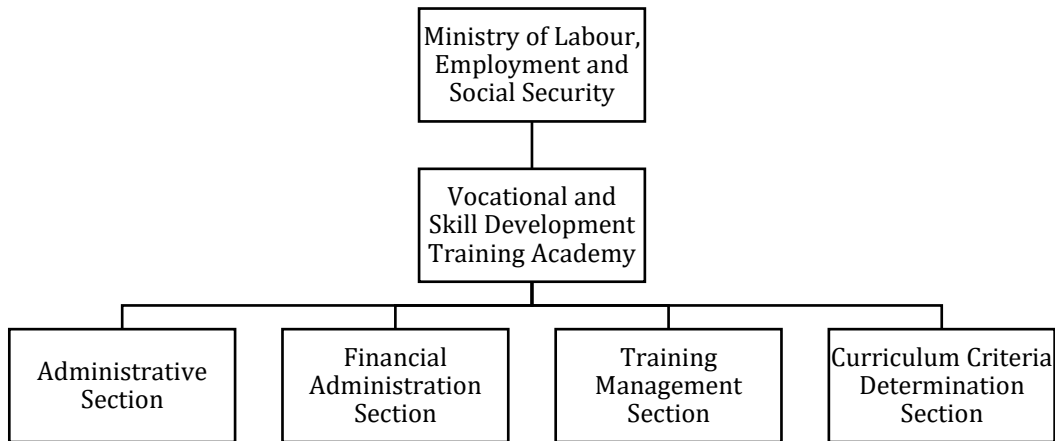 Ministry of Labour,
Employment and
Social Security
Vocational and
Skill Development
Training Academy
Administrative
Section
Financial
Administration
Section
Training
Management
Section
Curriculum Criteria
Determination
Section